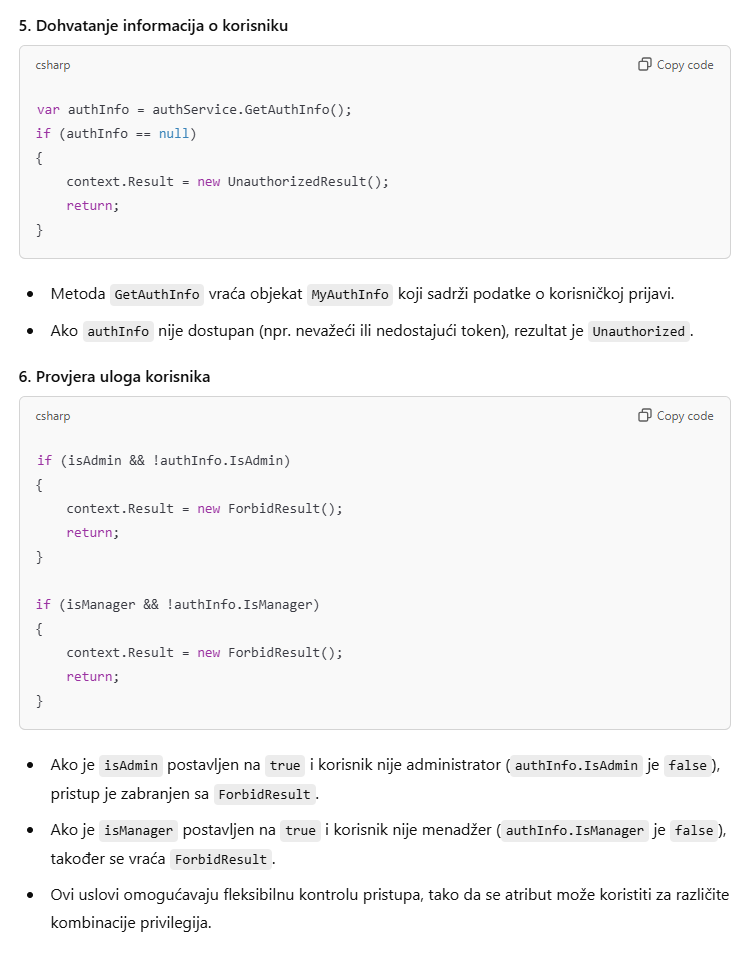 5. Dohvatanje informacija o korisniku
csharp
Copy code
var authInfo = authService.GetAuthInfo();
if (authInfo == null)
{
    context.Result = new UnauthorizedResult();
    return;
}
• Metoda GetAuthInfo vraća objekat MyAuthInfo koji sadrži podatke o korisničkoj prijavi.
• Ako authInfo nije dostupan (npr. nevažeći ili nedostajući token), rezultat je Unauthorized.
6. Provjera uloga korisnika
csharp
Copy code
if (isAdmin && !authInfo.IsAdmin)
{
    context.Result = new ForbidResult();
    return;
}
if (isManager && !authInfo.IsManager)
{
    context.Result = new ForbidResult();
    return;
}
• Ako je isAdmin postavljen na true i korisnik nije administrator (authInfo.IsAdmin je false),
pristup je zabranjen sa ForbidResult.
• Ako je isManager postavljen na true i korisnik nije menadžer (authInfo.IsManager je false),
također se vraća ForbidResult.
• Ovi uslovi omogućavaju fleksibilnu kontrolu pristupa, tako da se atribut može koristiti za različite
kombinacije privilegija.